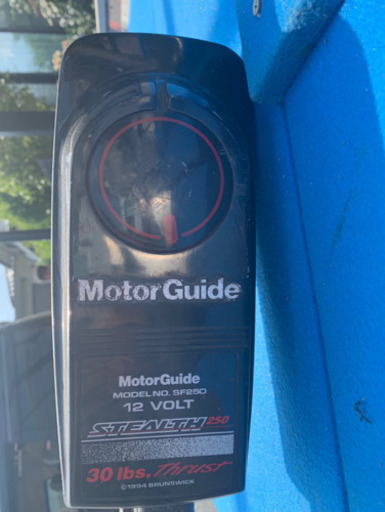 MotorGuide
MotorGuide
MODEL NO. SF250
12 VOLT
STEALTH 250
30 lbs. Thrust
©1994 BRUNSWICK